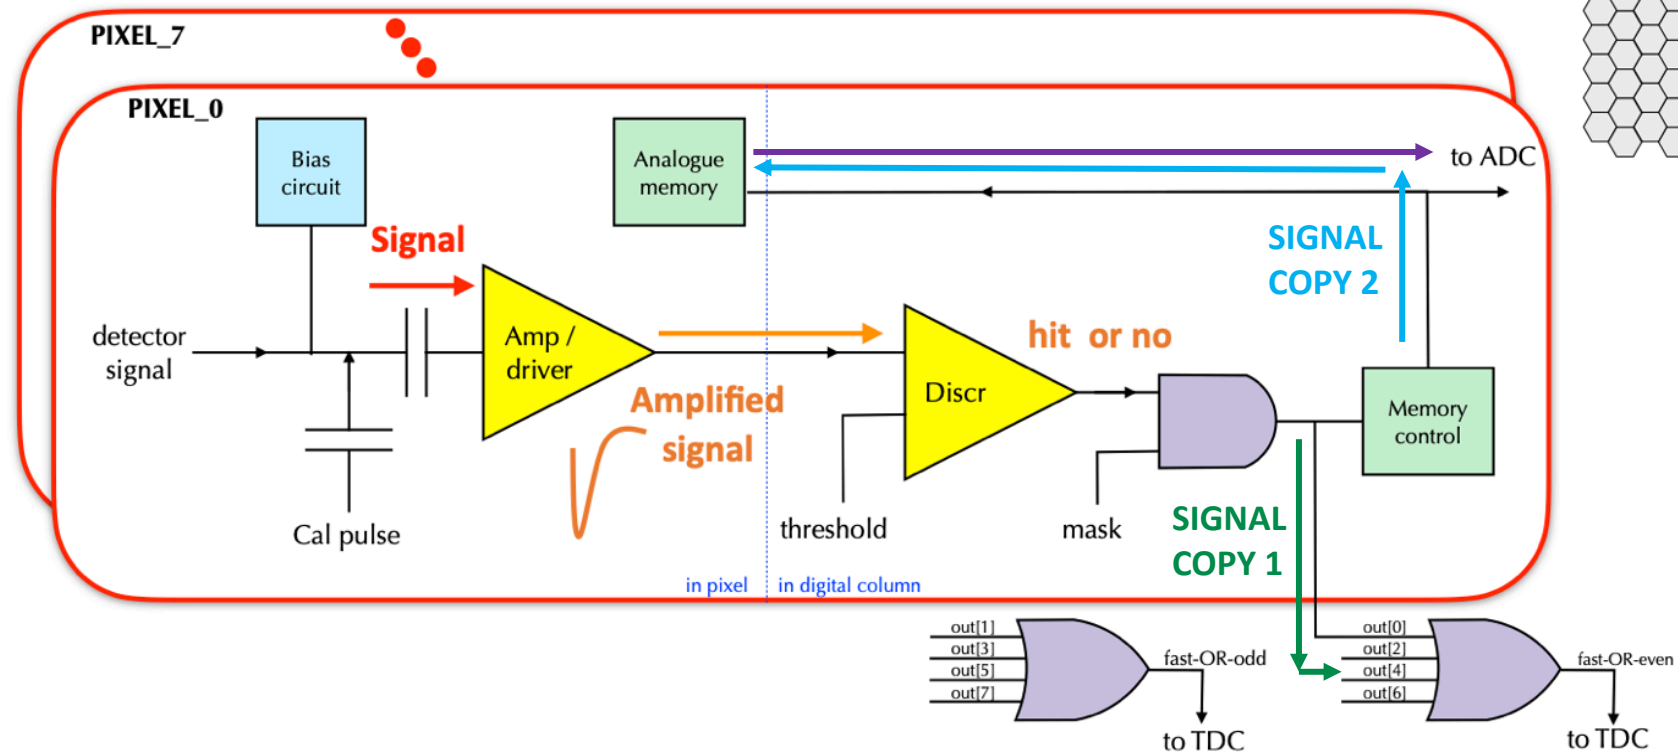 PIXEL_7
PIXEL_0
Bias
circuit
Analogue
memory
to ADC
Signal
SIGNAL
COPY 2
detector
signal
Amp /
driver
hit or no
Discr
Amplified
signal
Memory
control
Cal pulse
threshold
mask
SIGNAL
COPY 1
in pixel
in digital column
out[1]
out[3]
out[5]
out[7]
fast-OR-odd
to TDC
out[0]
out[2]
out[4]
out[6]
fast-OR-even
to TDC